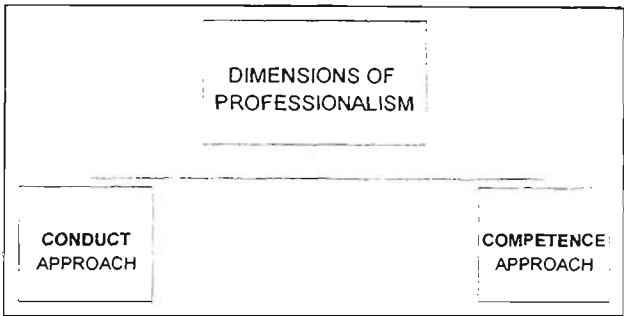 DIMENSIONS OF
PROFESSIONALISM
CONDUCT
APPROACH
COMPETENCE
APPROACH